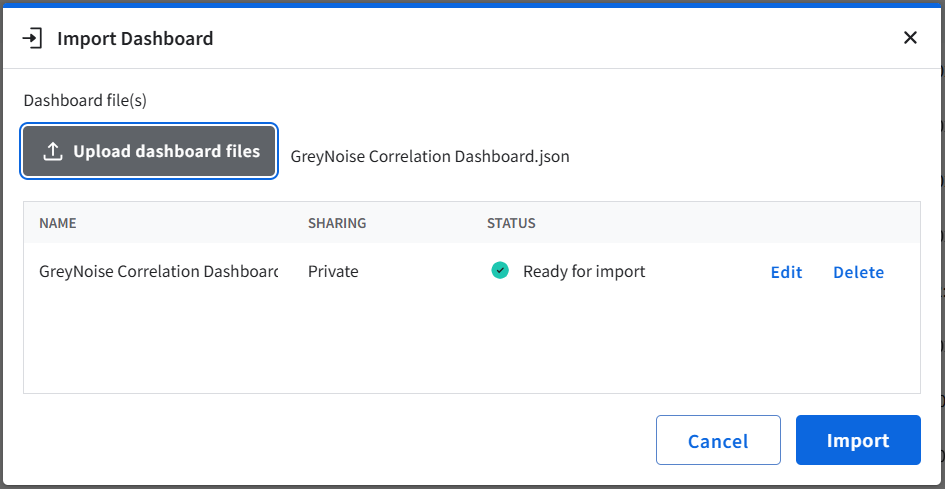 Import Dashboard
Dashboard file(s)
Upload dashboard files
GreyNoise Correlation Dashboard.json
NAME SHARING STATUS
GreyNoise Correlation Dashboard Private Ready for import Edit Delete
Cancel Import